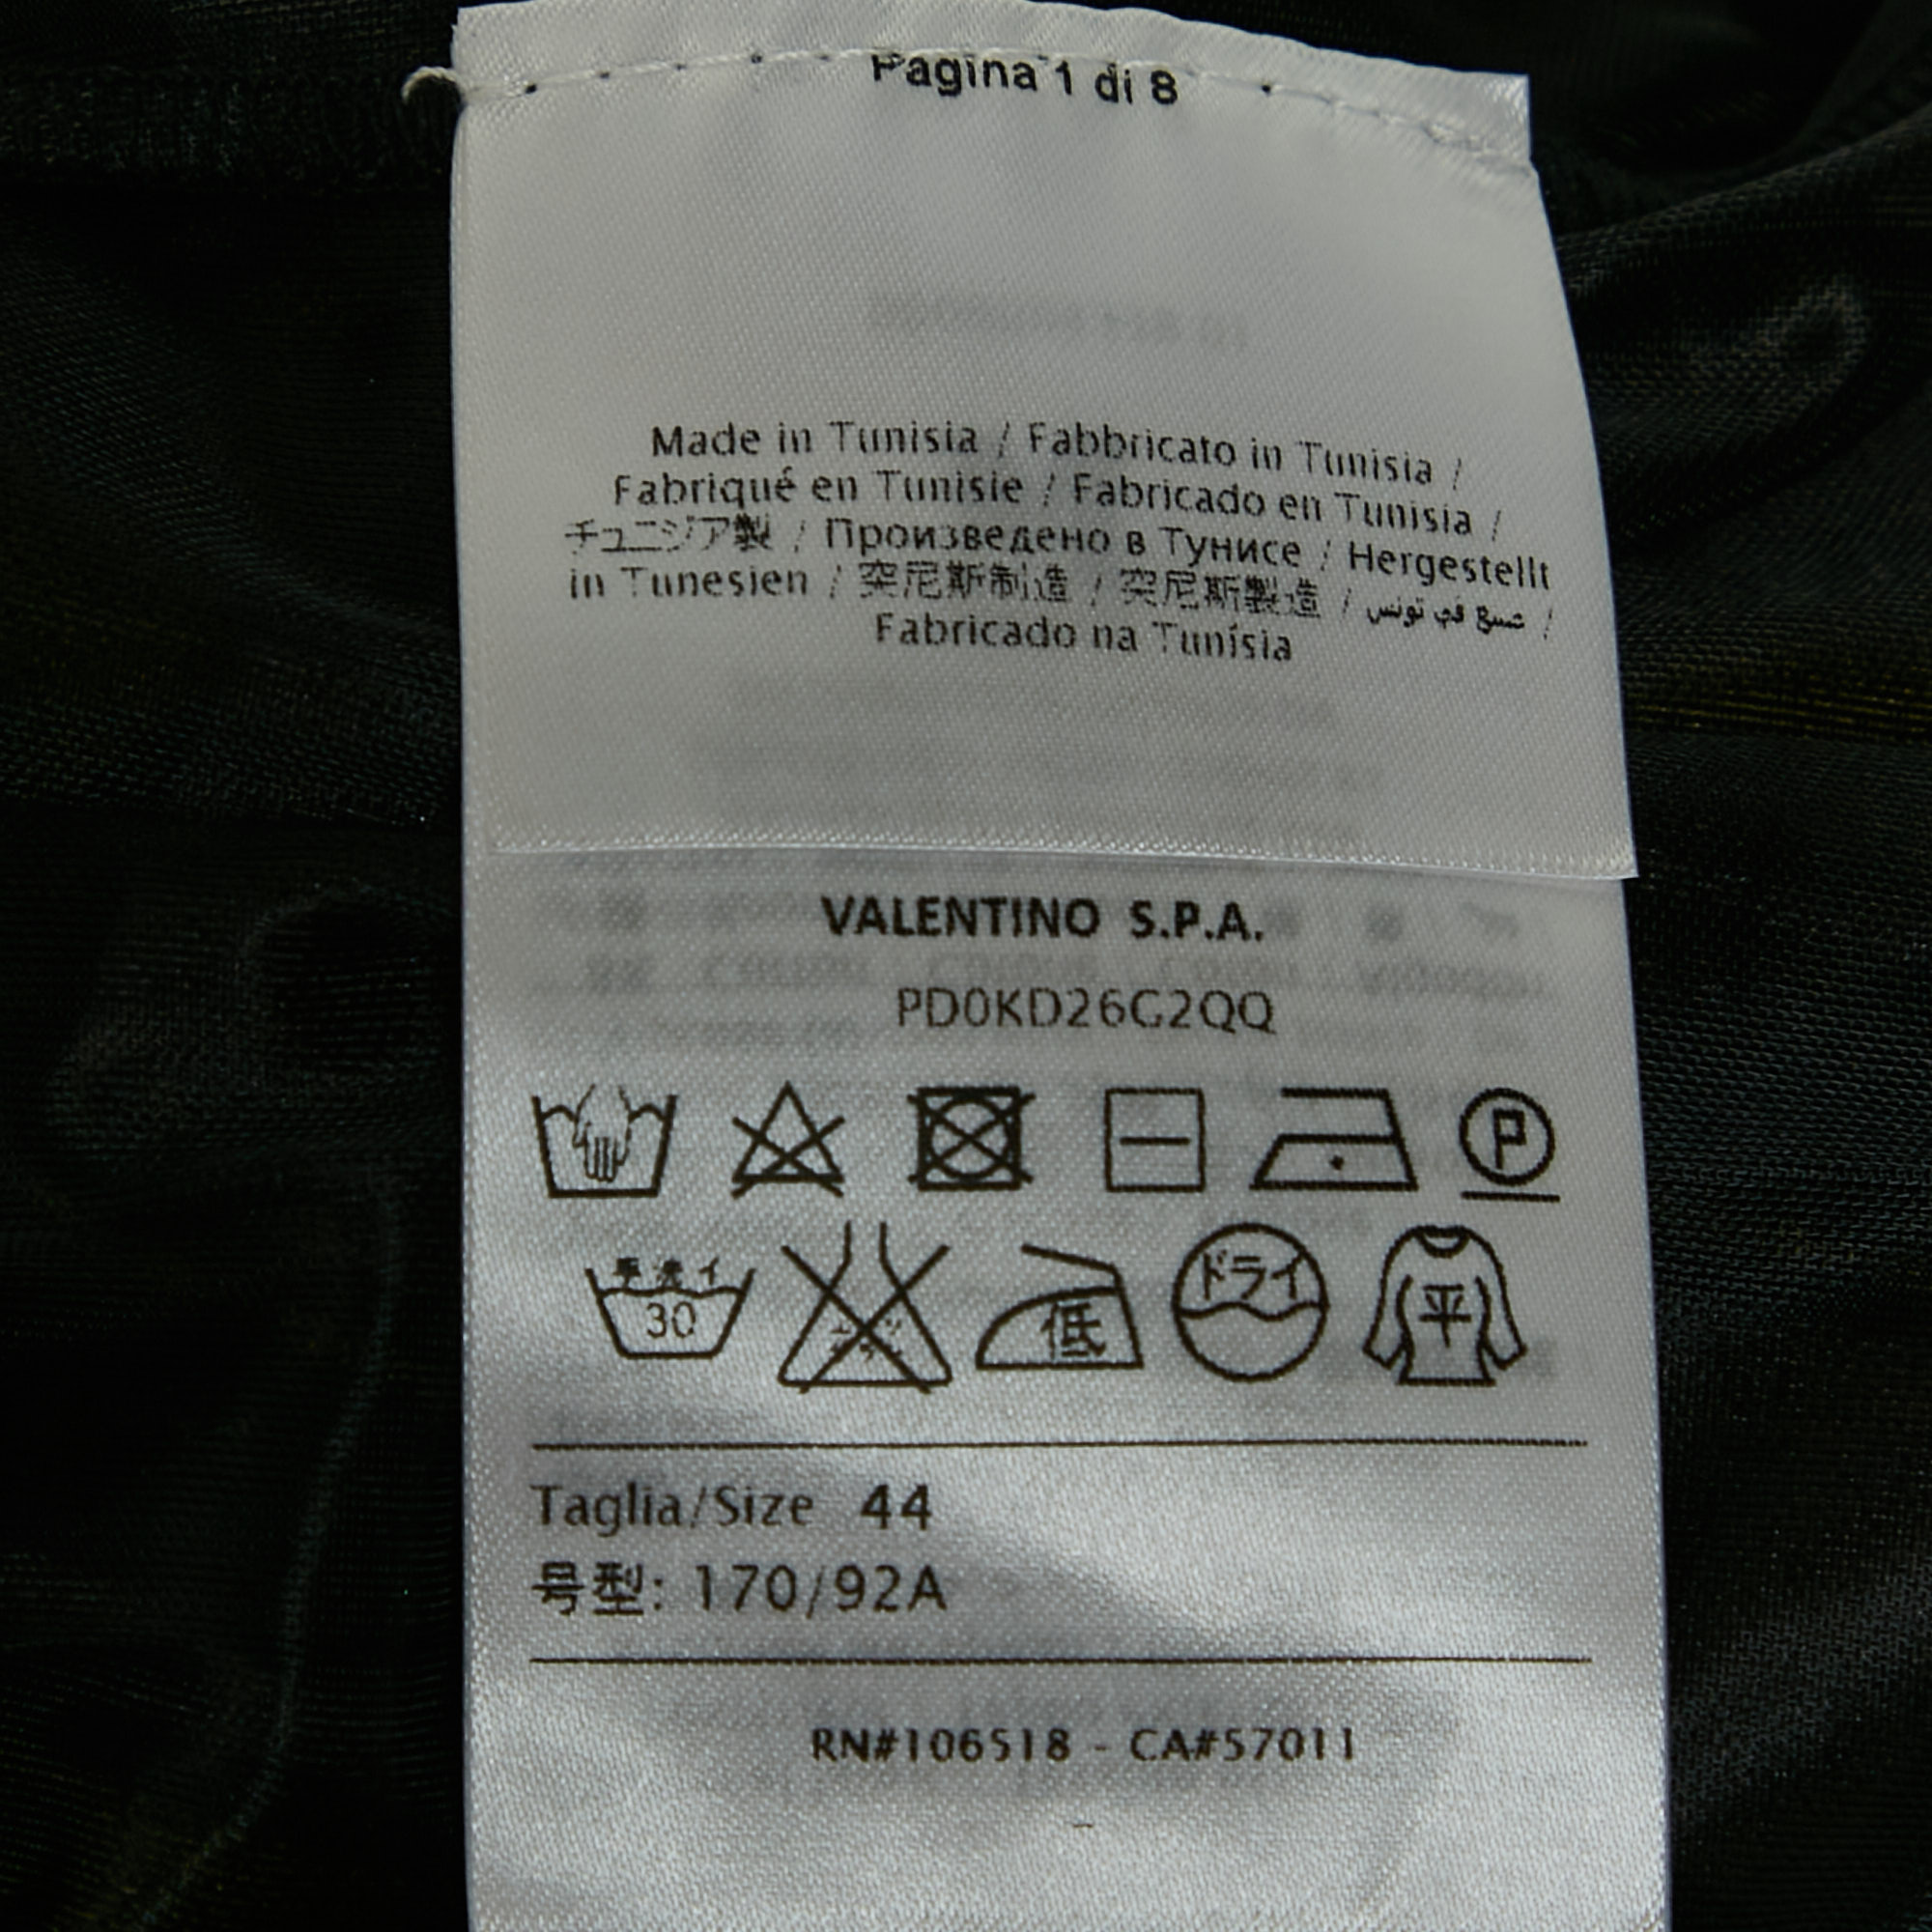 Pagina 1 di 8
Made in Tunisia / Fabbricato in Tunisia /
Fabriqué en Tunisie / Fabricado en Tunisia /
チュニジア製 / Произведено в Тунисе / Hergestellt
in Tunesien / 突尼斯制造 / 突尼斯製造 / صنع في تونس /
Fabricado na Tunísia
VALENTINO S.P.A.
PD0KD26G2QQ
P
手洗イ 30 低 ドライ 平
Taglia/Size 44
号型: 170/92A
RN#106518 - CA#57011